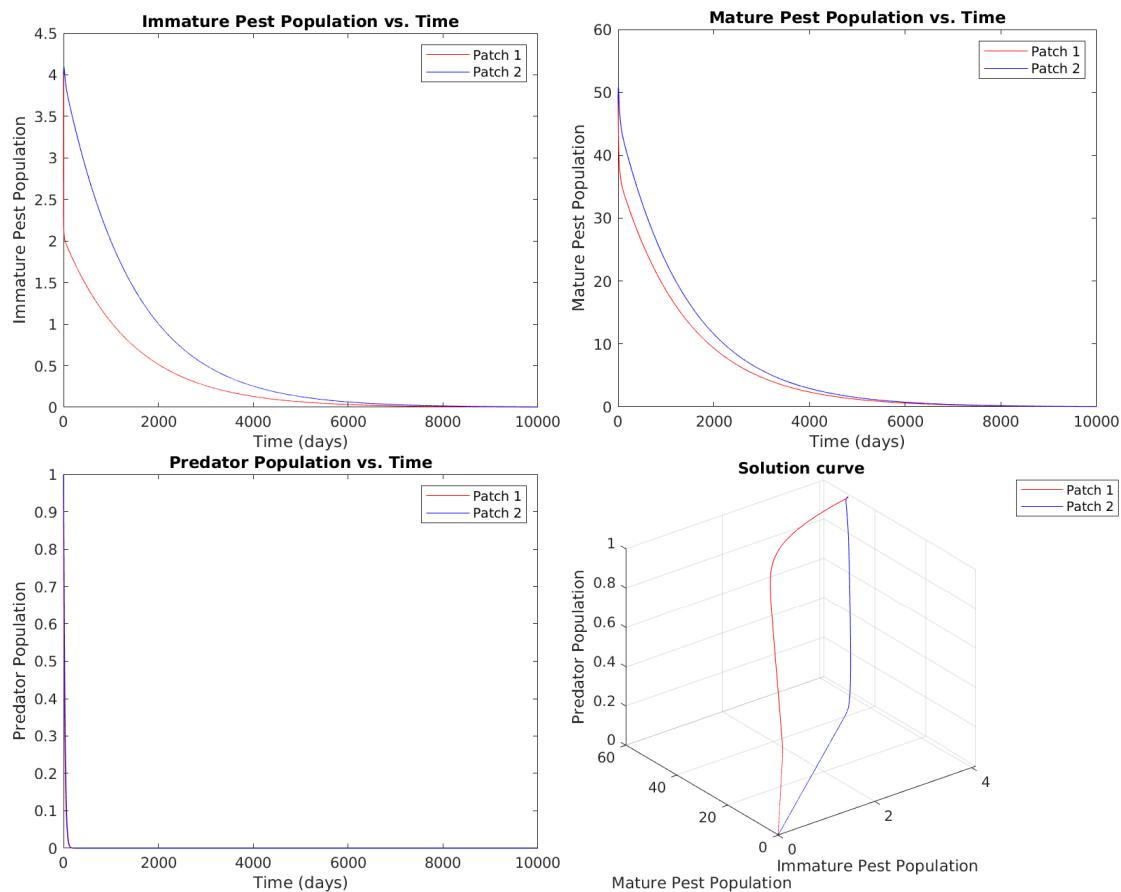 Immature Pest Population vs. Time
Immature Pest Population
4.5
4
3.5
3
2.5
2
1.5
1
0.5
0
Patch 1
Patch 2
0 2000 4000 6000 8000 10000
Time (days)
Mature Pest Population vs. Time
Mature Pest Population
60
50
40
30
20
10
0
Patch 1
Patch 2
0 2000 4000 6000 8000 10000
Time (days)
Predator Population vs. Time
Predator Population
1
0.9
0.8
0.7
0.6
0.5
0.4
0.3
0.2
0.1
0
Patch 1
Patch 2
0 2000 4000 6000 8000 10000
Time (days)
Solution curve
Patch 1
Patch 2
Predator Population
1
0.8
0.6
0.4
0.2
0
60
40
20
0
0
2
4
Immature Pest Population
Mature Pest Population